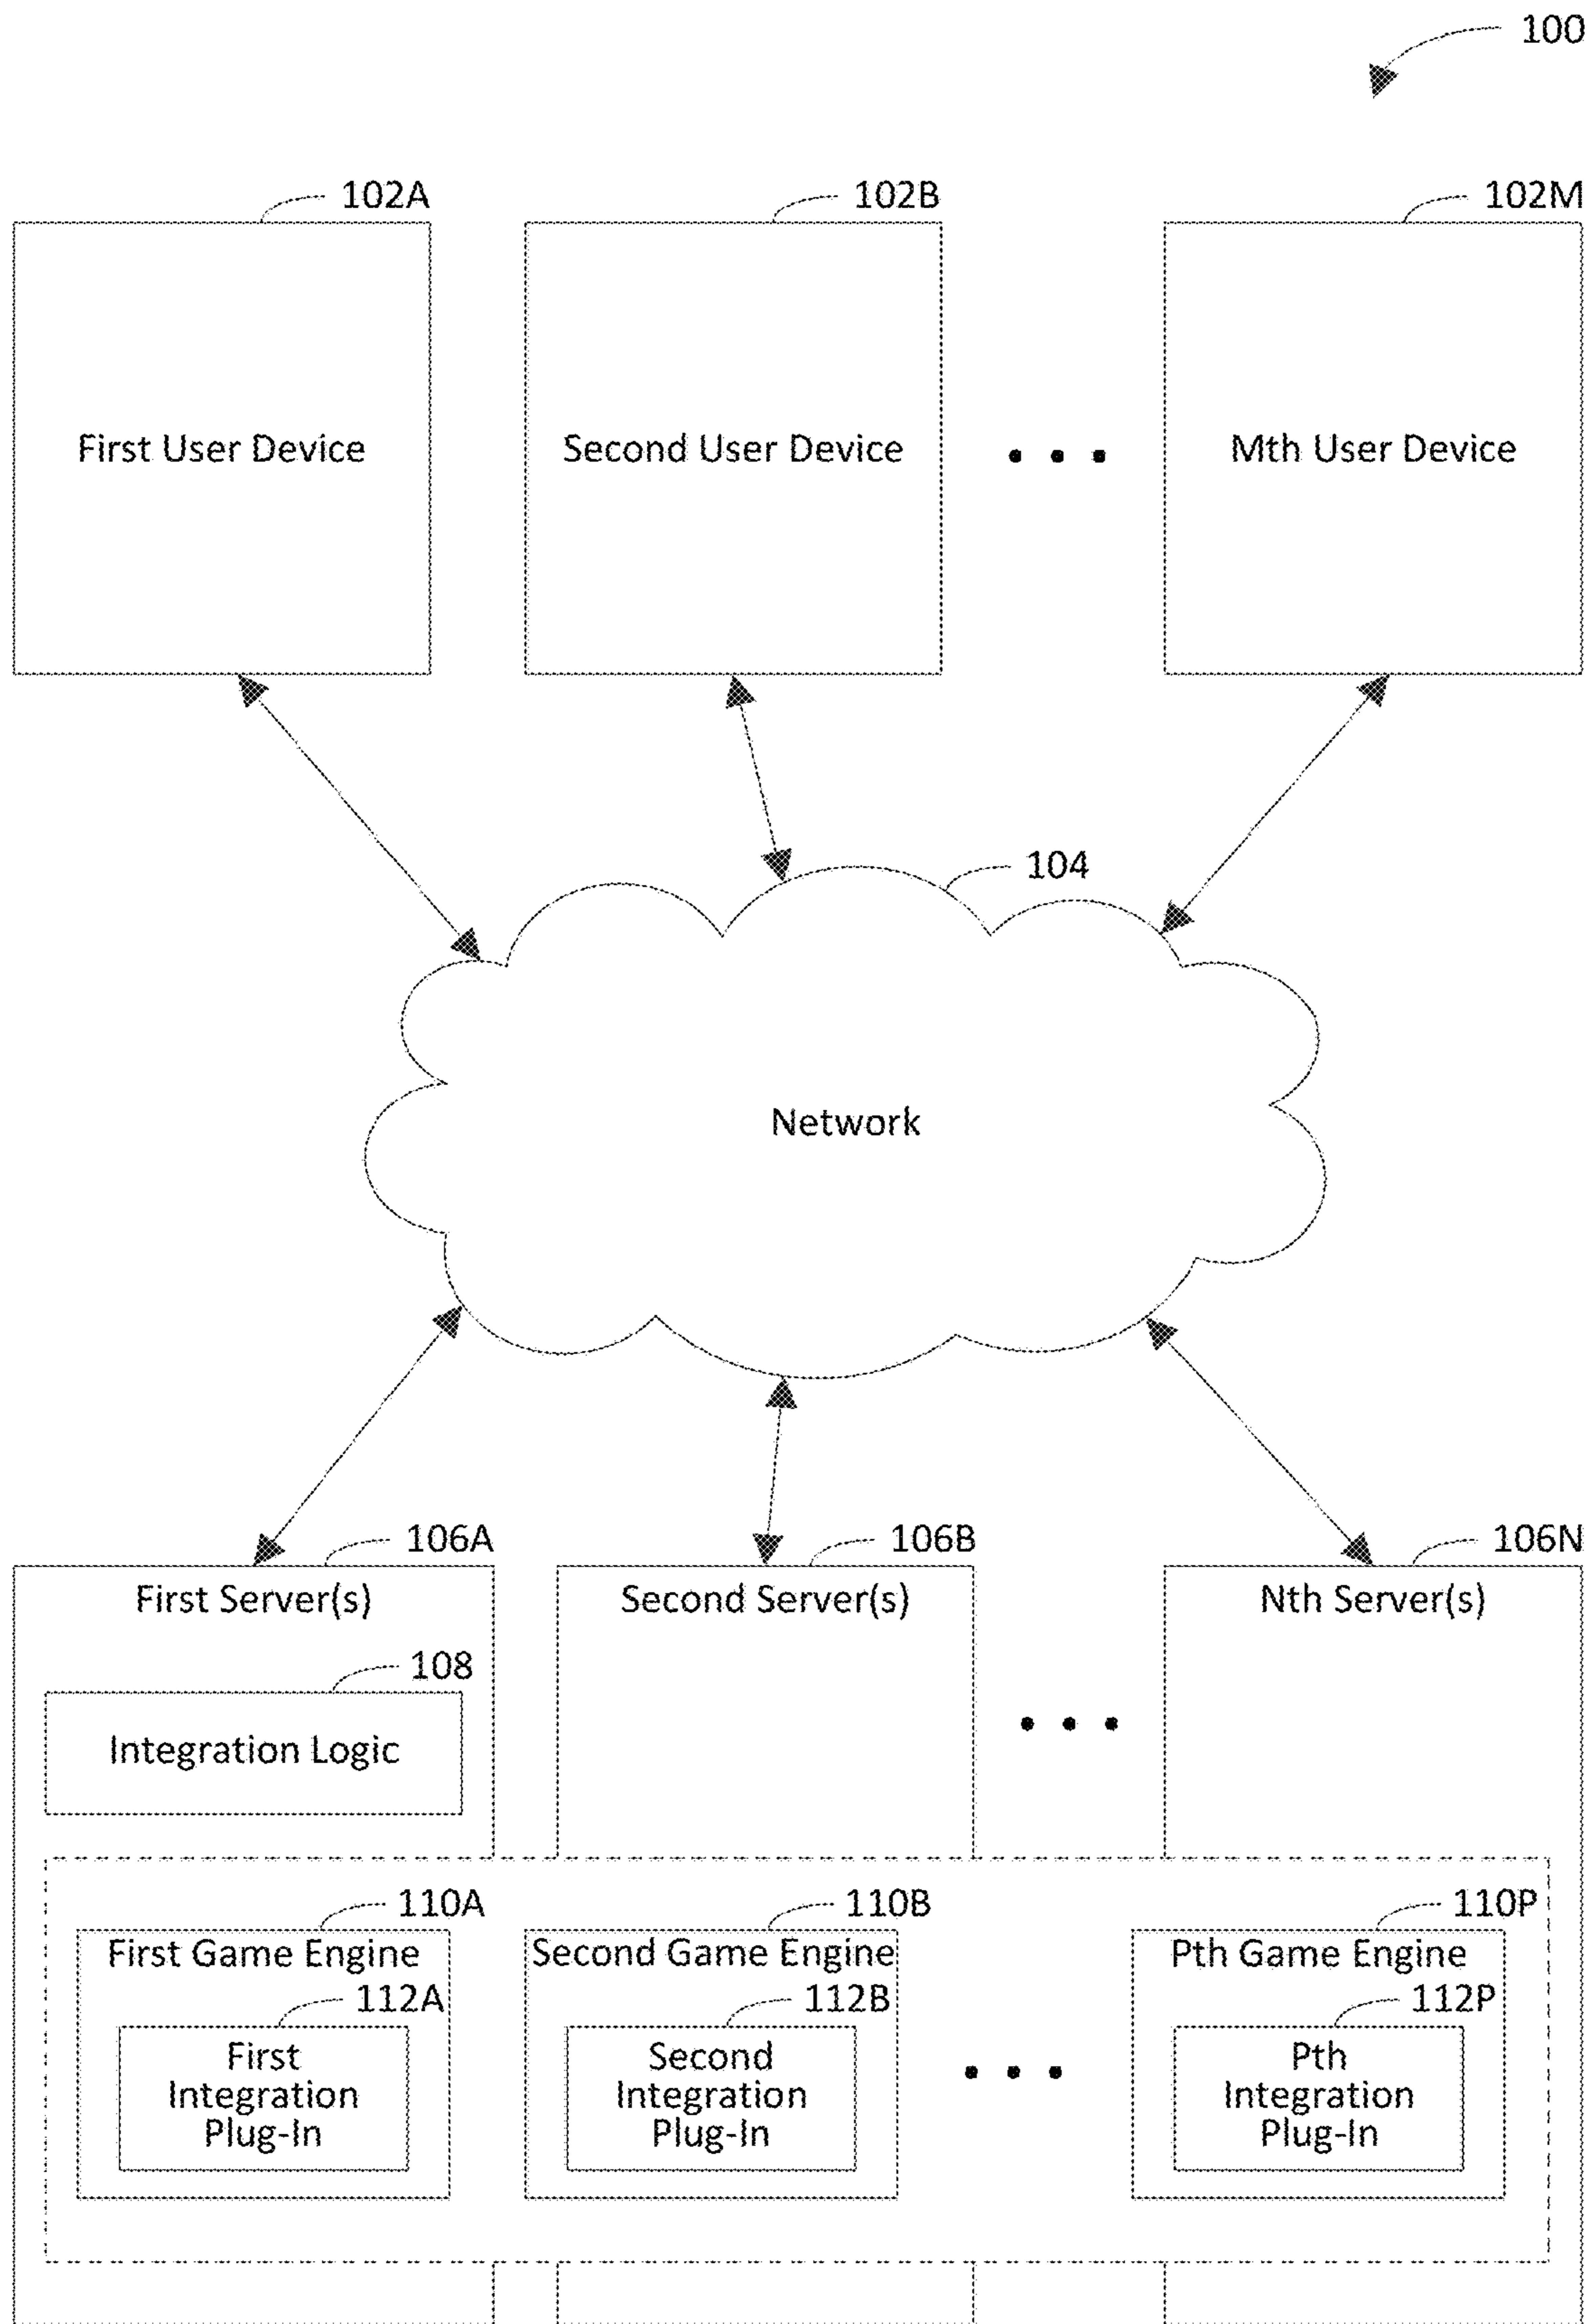 100
102A
102B
102M
First User Device
Second User Device
Mth User Device
104
Network
106A
106B
106N
First Server(s)
Second Server(s)
Nth Server(s)
108
Integration Logic
110A
110B
110P
First Game Engine
Second Game Engine
Pth Game Engine
112A
112B
112P
First
Integration
Plug-In
Second
Integration
Plug-In
Pth
Integration
Plug-In